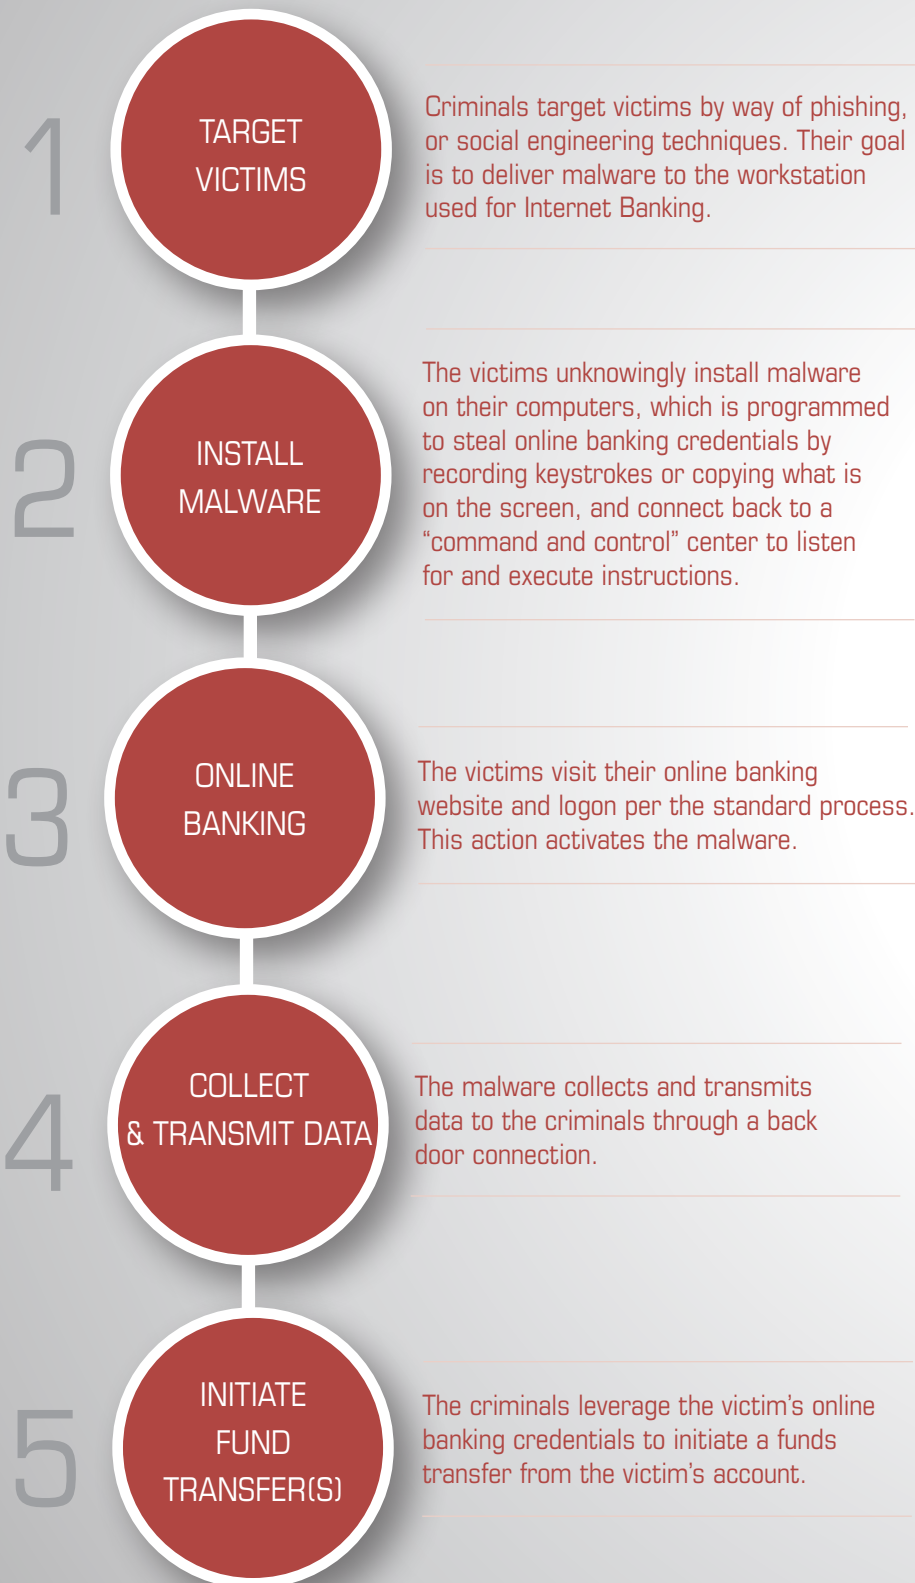 1
TARGET
VICTIMS
Criminals target victims by way of phishing,
or social engineering techniques. Their goal
is to deliver malware to the workstation
used for Internet Banking.
2
INSTALL
MALWARE
The victims unknowingly install malware
on their computers, which is programmed
to steal online banking credentials by
recording keystrokes or copying what is
on the screen, and connect back to a
“command and control” center to listen
for and execute instructions.
3
ONLINE
BANKING
The victims visit their online banking
website and logon per the standard process.
This action activates the malware.
4
COLLECT
& TRANSMIT DATA
The malware collects and transmits
data to the criminals through a back
door connection.
5
INITIATE
FUND
TRANSFER(S)
The criminals leverage the victim’s online
banking credentials to initiate a funds
transfer from the victim’s account.